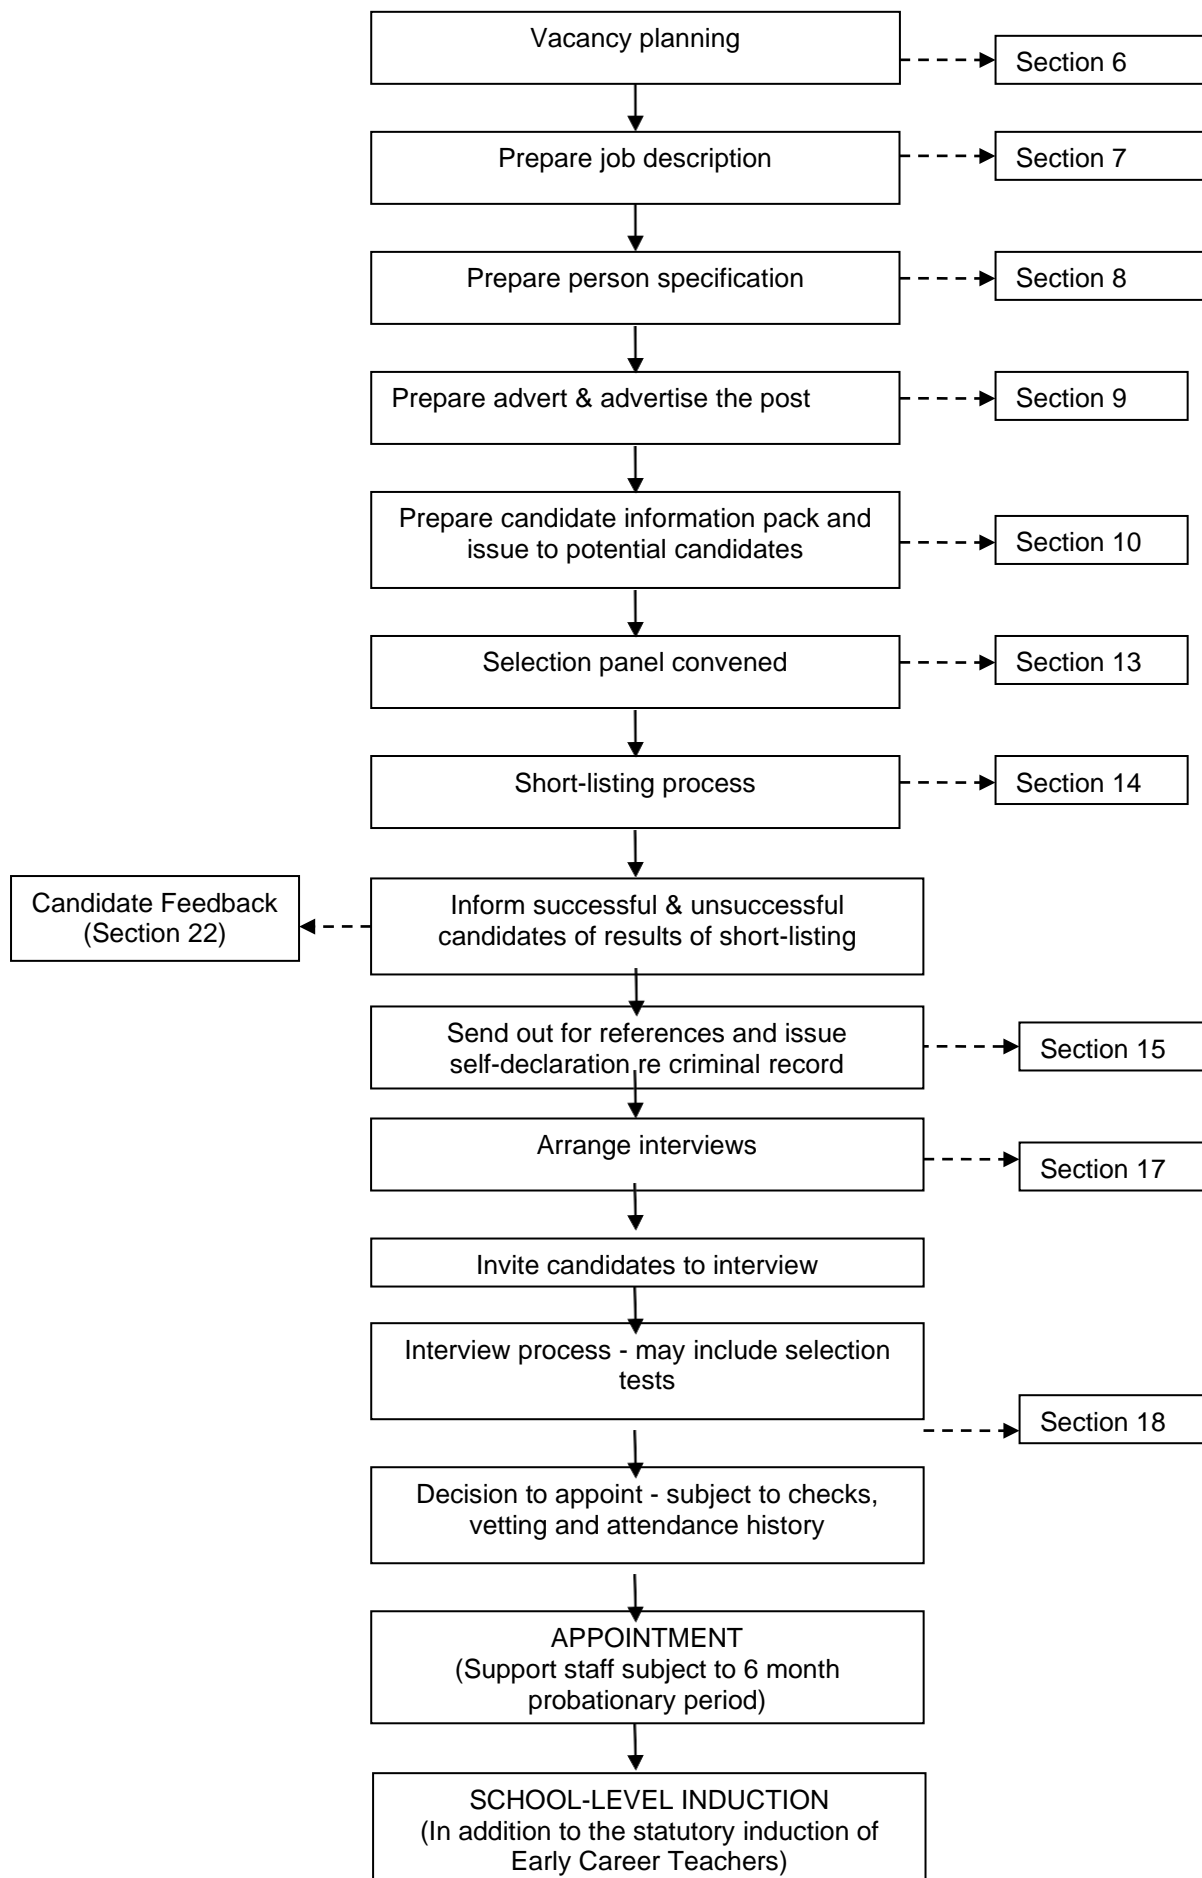 Vacancy planning
Section 6
Prepare job description
Section 7
Prepare person specification
Section 8
Prepare advert & advertise the post
Section 9
Prepare candidate information pack and
issue to potential candidates
Section 10
Selection panel convened
Section 13
Short-listing process
Section 14
Candidate Feedback
(Section 22)
Inform successful & unsuccessful
candidates of results of short-listing
Send out for references and issue
self-declaration re criminal record
Section 15
Arrange interviews
Section 17
Invite candidates to interview
Interview process - may include selection
tests
Section 18
Decision to appoint - subject to checks,
vetting and attendance history
APPOINTMENT
(Support staff subject to 6 month
probationary period)
SCHOOL-LEVEL INDUCTION
(In addition to the statutory induction of
Early Career Teachers)